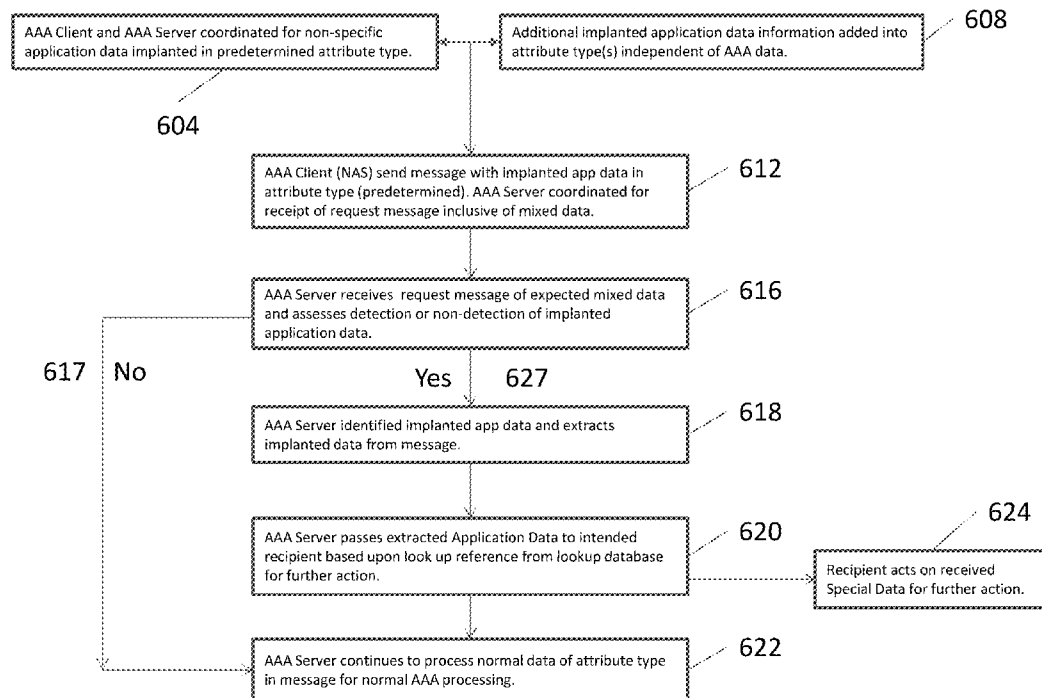 AAA Client and AAA Server coordinated for non-specific
application data implanted in predetermined attribute type.
604
Additional implanted application data information added into
attribute type(s) independent of AAA data.
608
AAA Client (NAS) send message with implanted app data in
attribute type (predetermined). AAA Server coordinated for
receipt of request message inclusive of mixed data.
612
AAA Server receives request message of expected mixed data
and assesses detection or non-detection of implanted
application data.
616
617 No
Yes 627
AAA Server identified implanted app data and extracts
implanted data from message.
618
AAA Server passes extracted Application Data to intended
recipient based upon look up reference from lookup database
for further action.
620
624
Recipient acts on received
Special Data for further action.
AAA Server continues to process normal data of attribute type
in message for normal AAA processing.
622